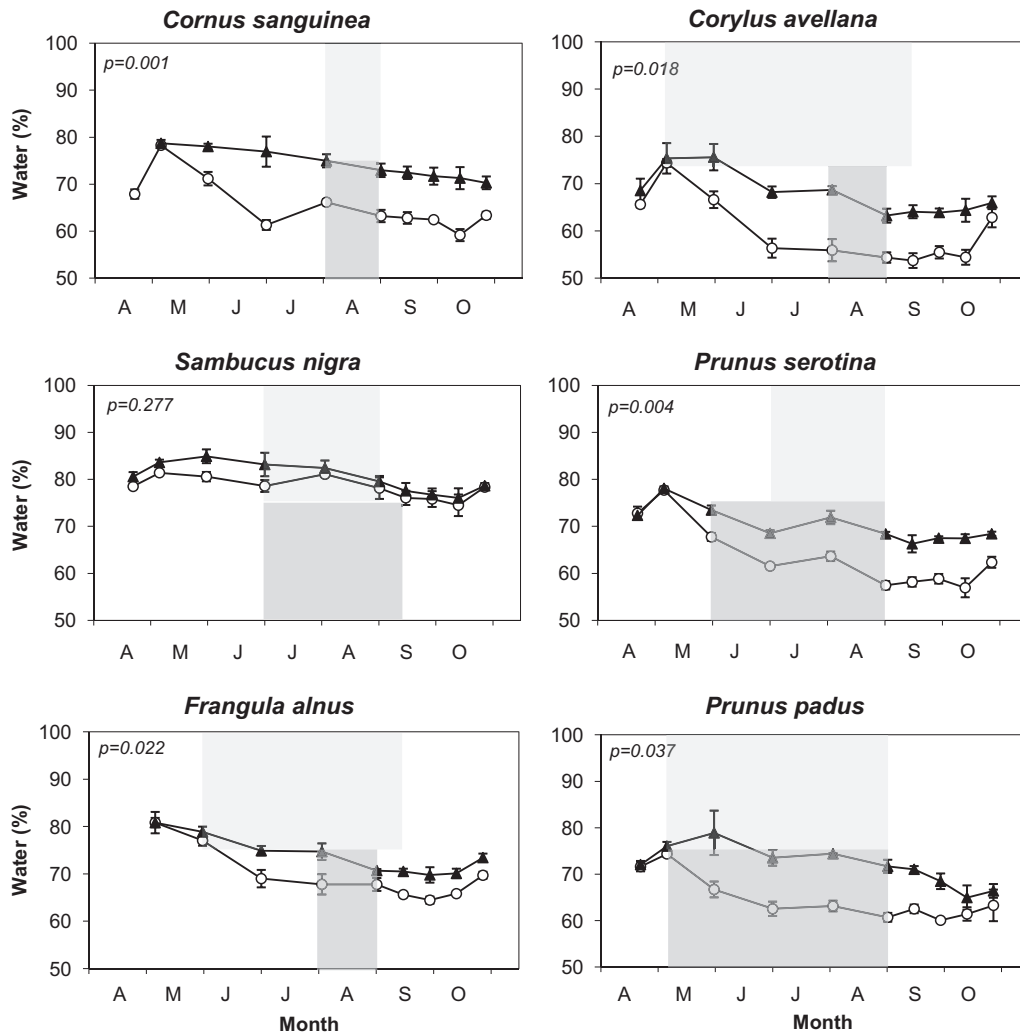 Cornus sanguinea
Corylus avellana
100
90
80
70
60
50
Water (%)
p=0.001
A M J J A S O
100
90
80
70
60
50
p=0.018
A M J J A S O
Sambucus nigra
Prunus serotina
100
90
80
70
60
50
Water (%)
p=0.277
A M J J A S O
100
90
80
70
60
50
p=0.004
A M J J A S O
Frangula alnus
Prunus padus
100
90
80
70
60
50
Water (%)
p=0.022
A M J J A S O
Month
100
90
80
70
60
50
p=0.037
A M J J A S O
Month